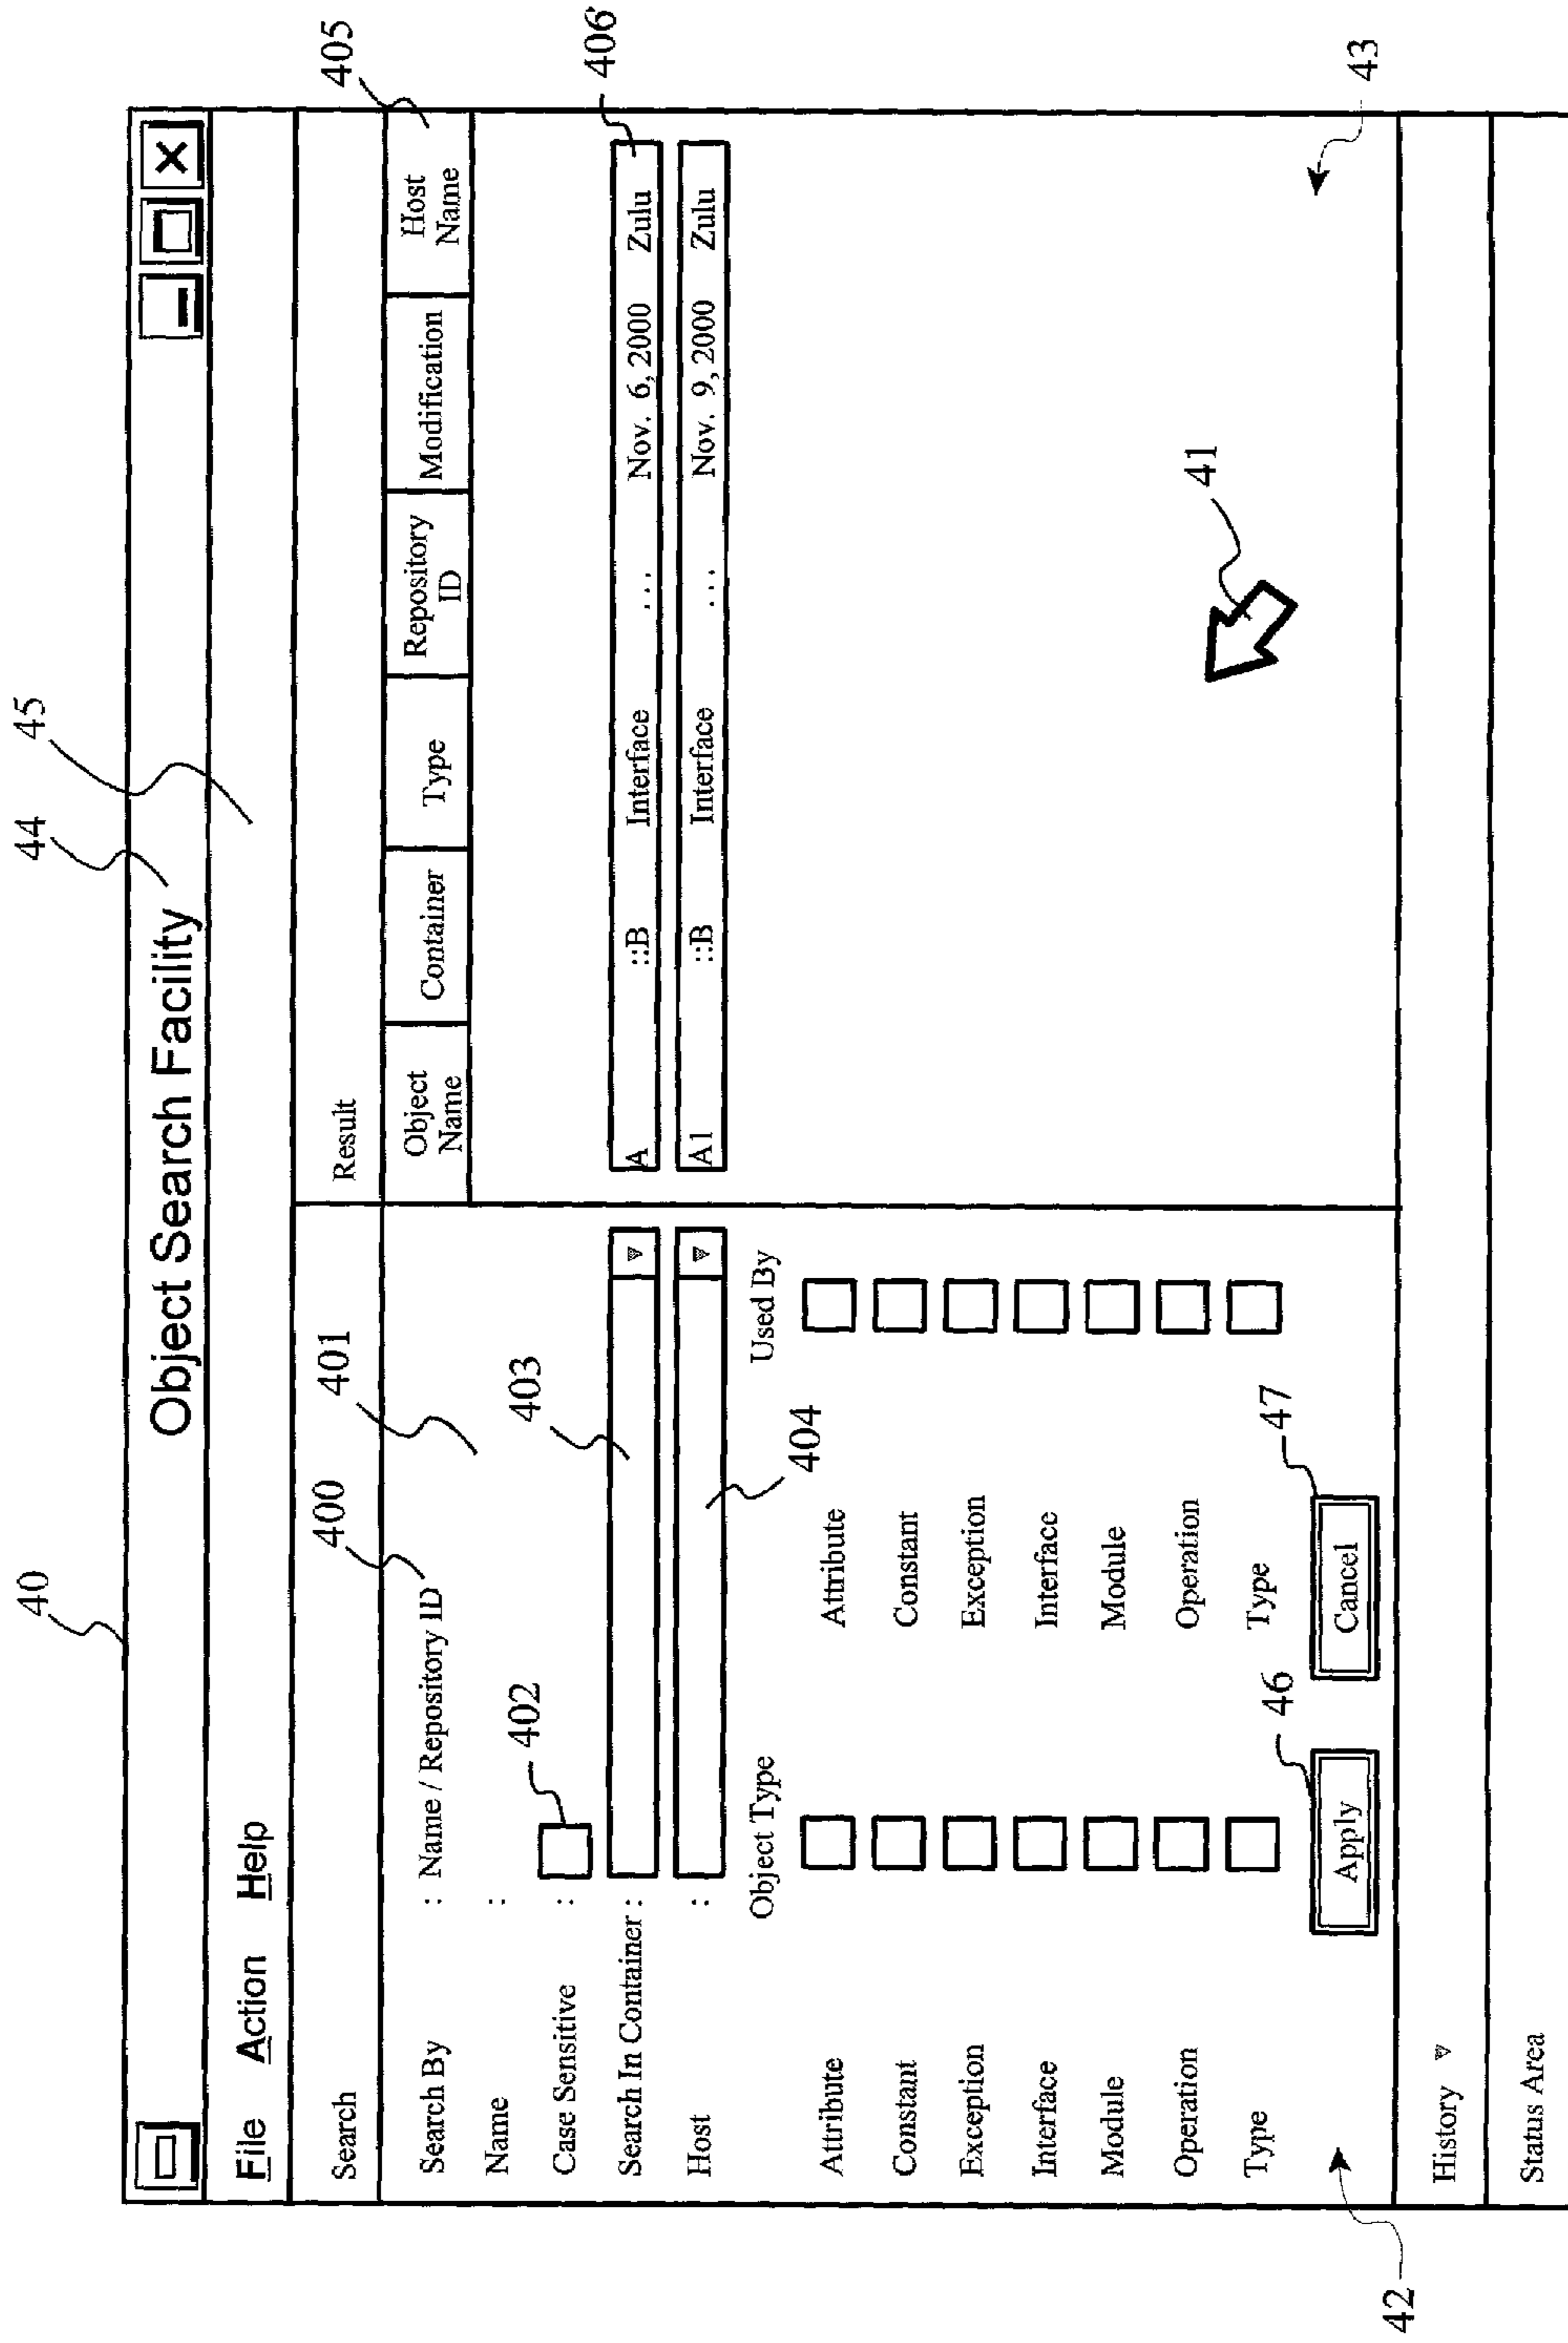 40
44
45
Object Search Facility
File Action Help
Search
Result
405
400
401
Search By : Name / Repository ID
Object Name
Container
Type
Repository ID
Modification
Host Name
Name :
Case Sensitive :
402
403
406
Search In Container :
A ::B Interface ... Nov. 6, 2000 Zulu
Host :
A1 ::B Interface ... Nov. 9, 2000 Zulu
404
Object Type
Used By
Attribute
Attribute
Constant
Constant
Exception
Exception
Interface
Interface
Module
Module
Operation
Operation
Type
Type
46
47
41
Apply
Cancel
42
43
History
Status Area